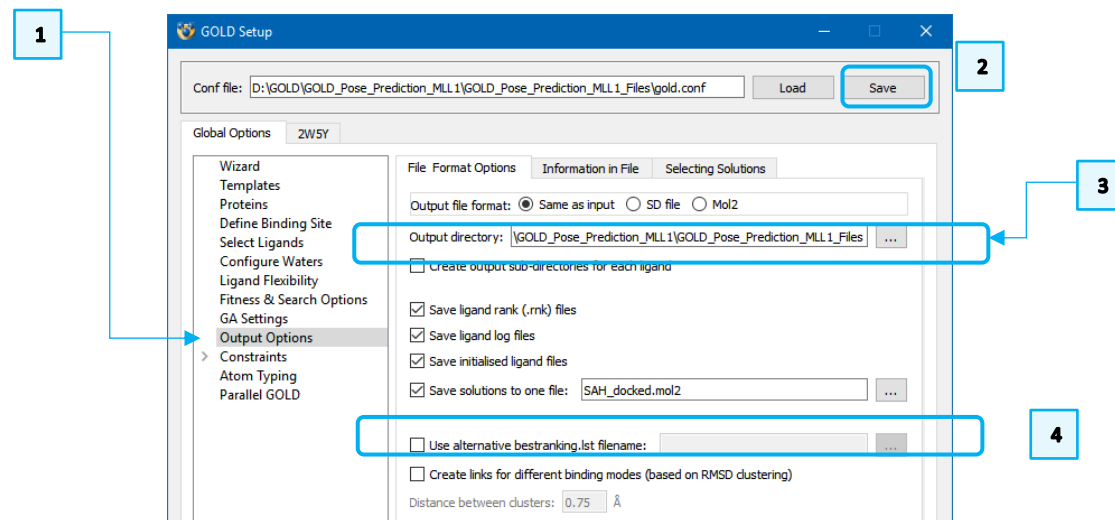 1
GOLD Setup
2
Conf file: D:\GOLD\GOLD_Pose_Prediction_MLL1\GOLD_Pose_Prediction_MLL1_Files\gold.conf Load Save
Global Options 2W5Y
Wizard
Templates
Proteins
Define Binding Site
Select Ligands
Configure Waters
Ligand Flexibility
Fitness & Search Options
GA Settings
Output Options
Constraints
Atom Typing
Parallel GOLD
File Format Options Information in File Selecting Solutions
Output file format: Same as input SD file Mol2
3
Output directory: \GOLD_Pose_Prediction_MLL1\GOLD_Pose_Prediction_MLL1_Files ...
Create output sub-directories for each ligand
Save ligand rank (.rnk) files
Save ligand log files
Save initialised ligand files
Save solutions to one file: SAH_docked.mol2 ...
4
Use alternative bestranking.lst filename: ...
Create links for different binding modes (based on RMSD clustering)
Distance between clusters: 0.75 Å